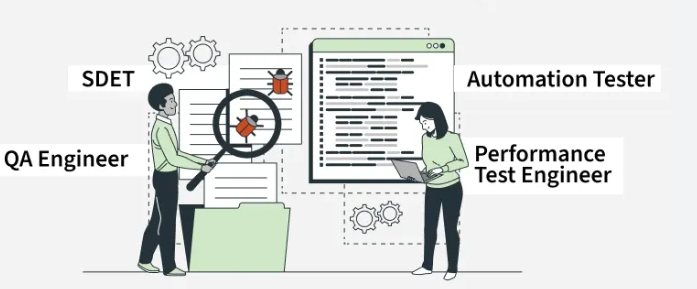 SDET
Automation Tester
QA Engineer
Performance
Test Engineer